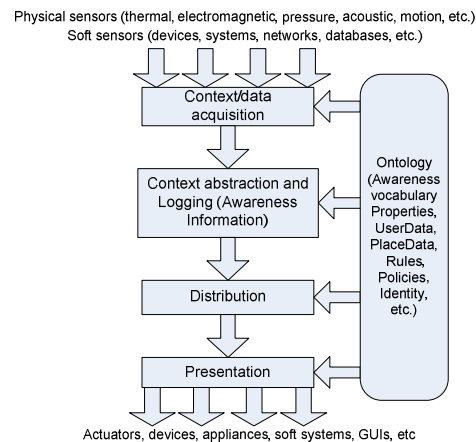 Physical sensors (thermal, electromagnetic, pressure, acoustic, motion, etc.)
Soft sensors (devices, systems, networks, databases, etc.)
Context/data
acquisition
Context abstraction and
Logging (Awareness
Information)
Distribution
Presentation
Ontology
(Awareness
vocabulary
Properties,
UserData,
PlaceData,
Rules,
Policies,
Identity,
etc.)
Actuators, devices, appliances, soft systems, GUIs, etc